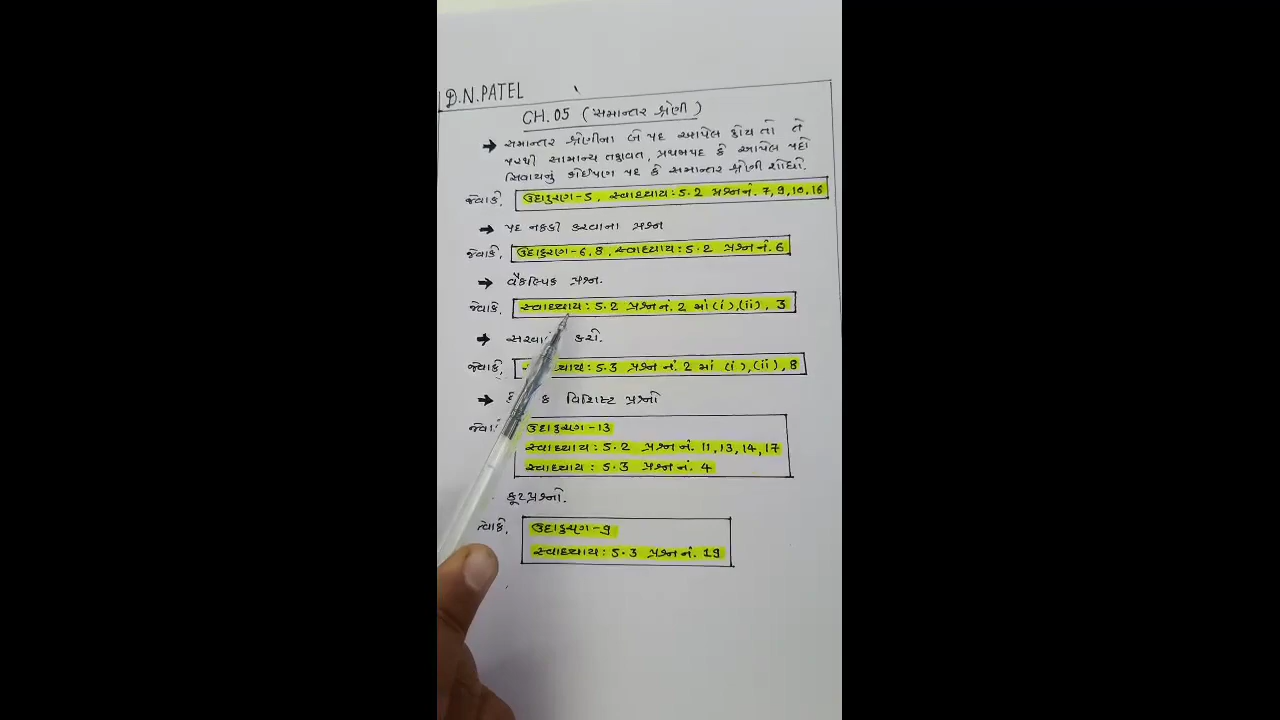 D.N.PATEL
CH.05 (સમાન્તર શ્રેણી)
→ સમાન્તર શ્રેણીના બે પદ આપેલ હોય તો તે
પરથી સામાન્ય તફાવત, પ્રથમપદ કે આપેલ પદો
સિવાયનું કોઈપણ પદ કે સમાન્તર શ્રેણી શોધો.
જેવાકે, ઉદાહરણ-5, સ્વાધ્યાય: 5.2 પ્રશ્ન નં. 7, 9, 10, 16
→ પદ નક્કી કરવાના પ્રશ્ન
જેવાકે, ઉદાહરણ-6, 8, સ્વાધ્યાય: 5.2 પ્રશ્ન નં. 6
→ વૈકલ્પિક પ્રશ્ન.
જેવાકે, સ્વાધ્યાય: 5.2 પ્રશ્ન નં. 2 માં (i), (ii), 3
→ કરો.
જેવાકે, 5.3 પ્રશ્ન નં. 2 માં (i), (ii), 8
→ વિશિસ્ટ પ્રશ્નો
ઉદાહરણ-13
સ્વાધ્યાય: 5.2 પ્રશ્ન નં. 11, 13, 14, 17
સ્વાધ્યાય: 5.3 પ્રશ્ન નં. 4
કૂટપ્રશ્નો.
ઉદાહરણ-9
સ્વાધ્યાય: 5.3 પ્રશ્ન નં. 19